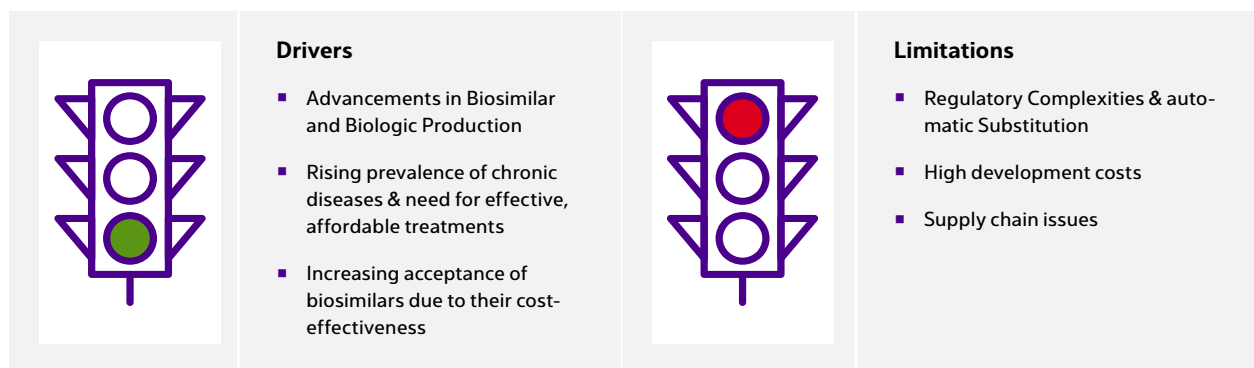 Drivers
▪ Advancements in Biosimilar
and Biologic Production
▪ Rising prevalence of chronic
diseases & need for effective,
affordable treatments
▪ Increasing acceptance of
biosimilars due to their cost-
effectiveness
Limitations
▪ Regulatory Complexities & auto-
matic Substitution
▪ High development costs
▪ Supply chain issues